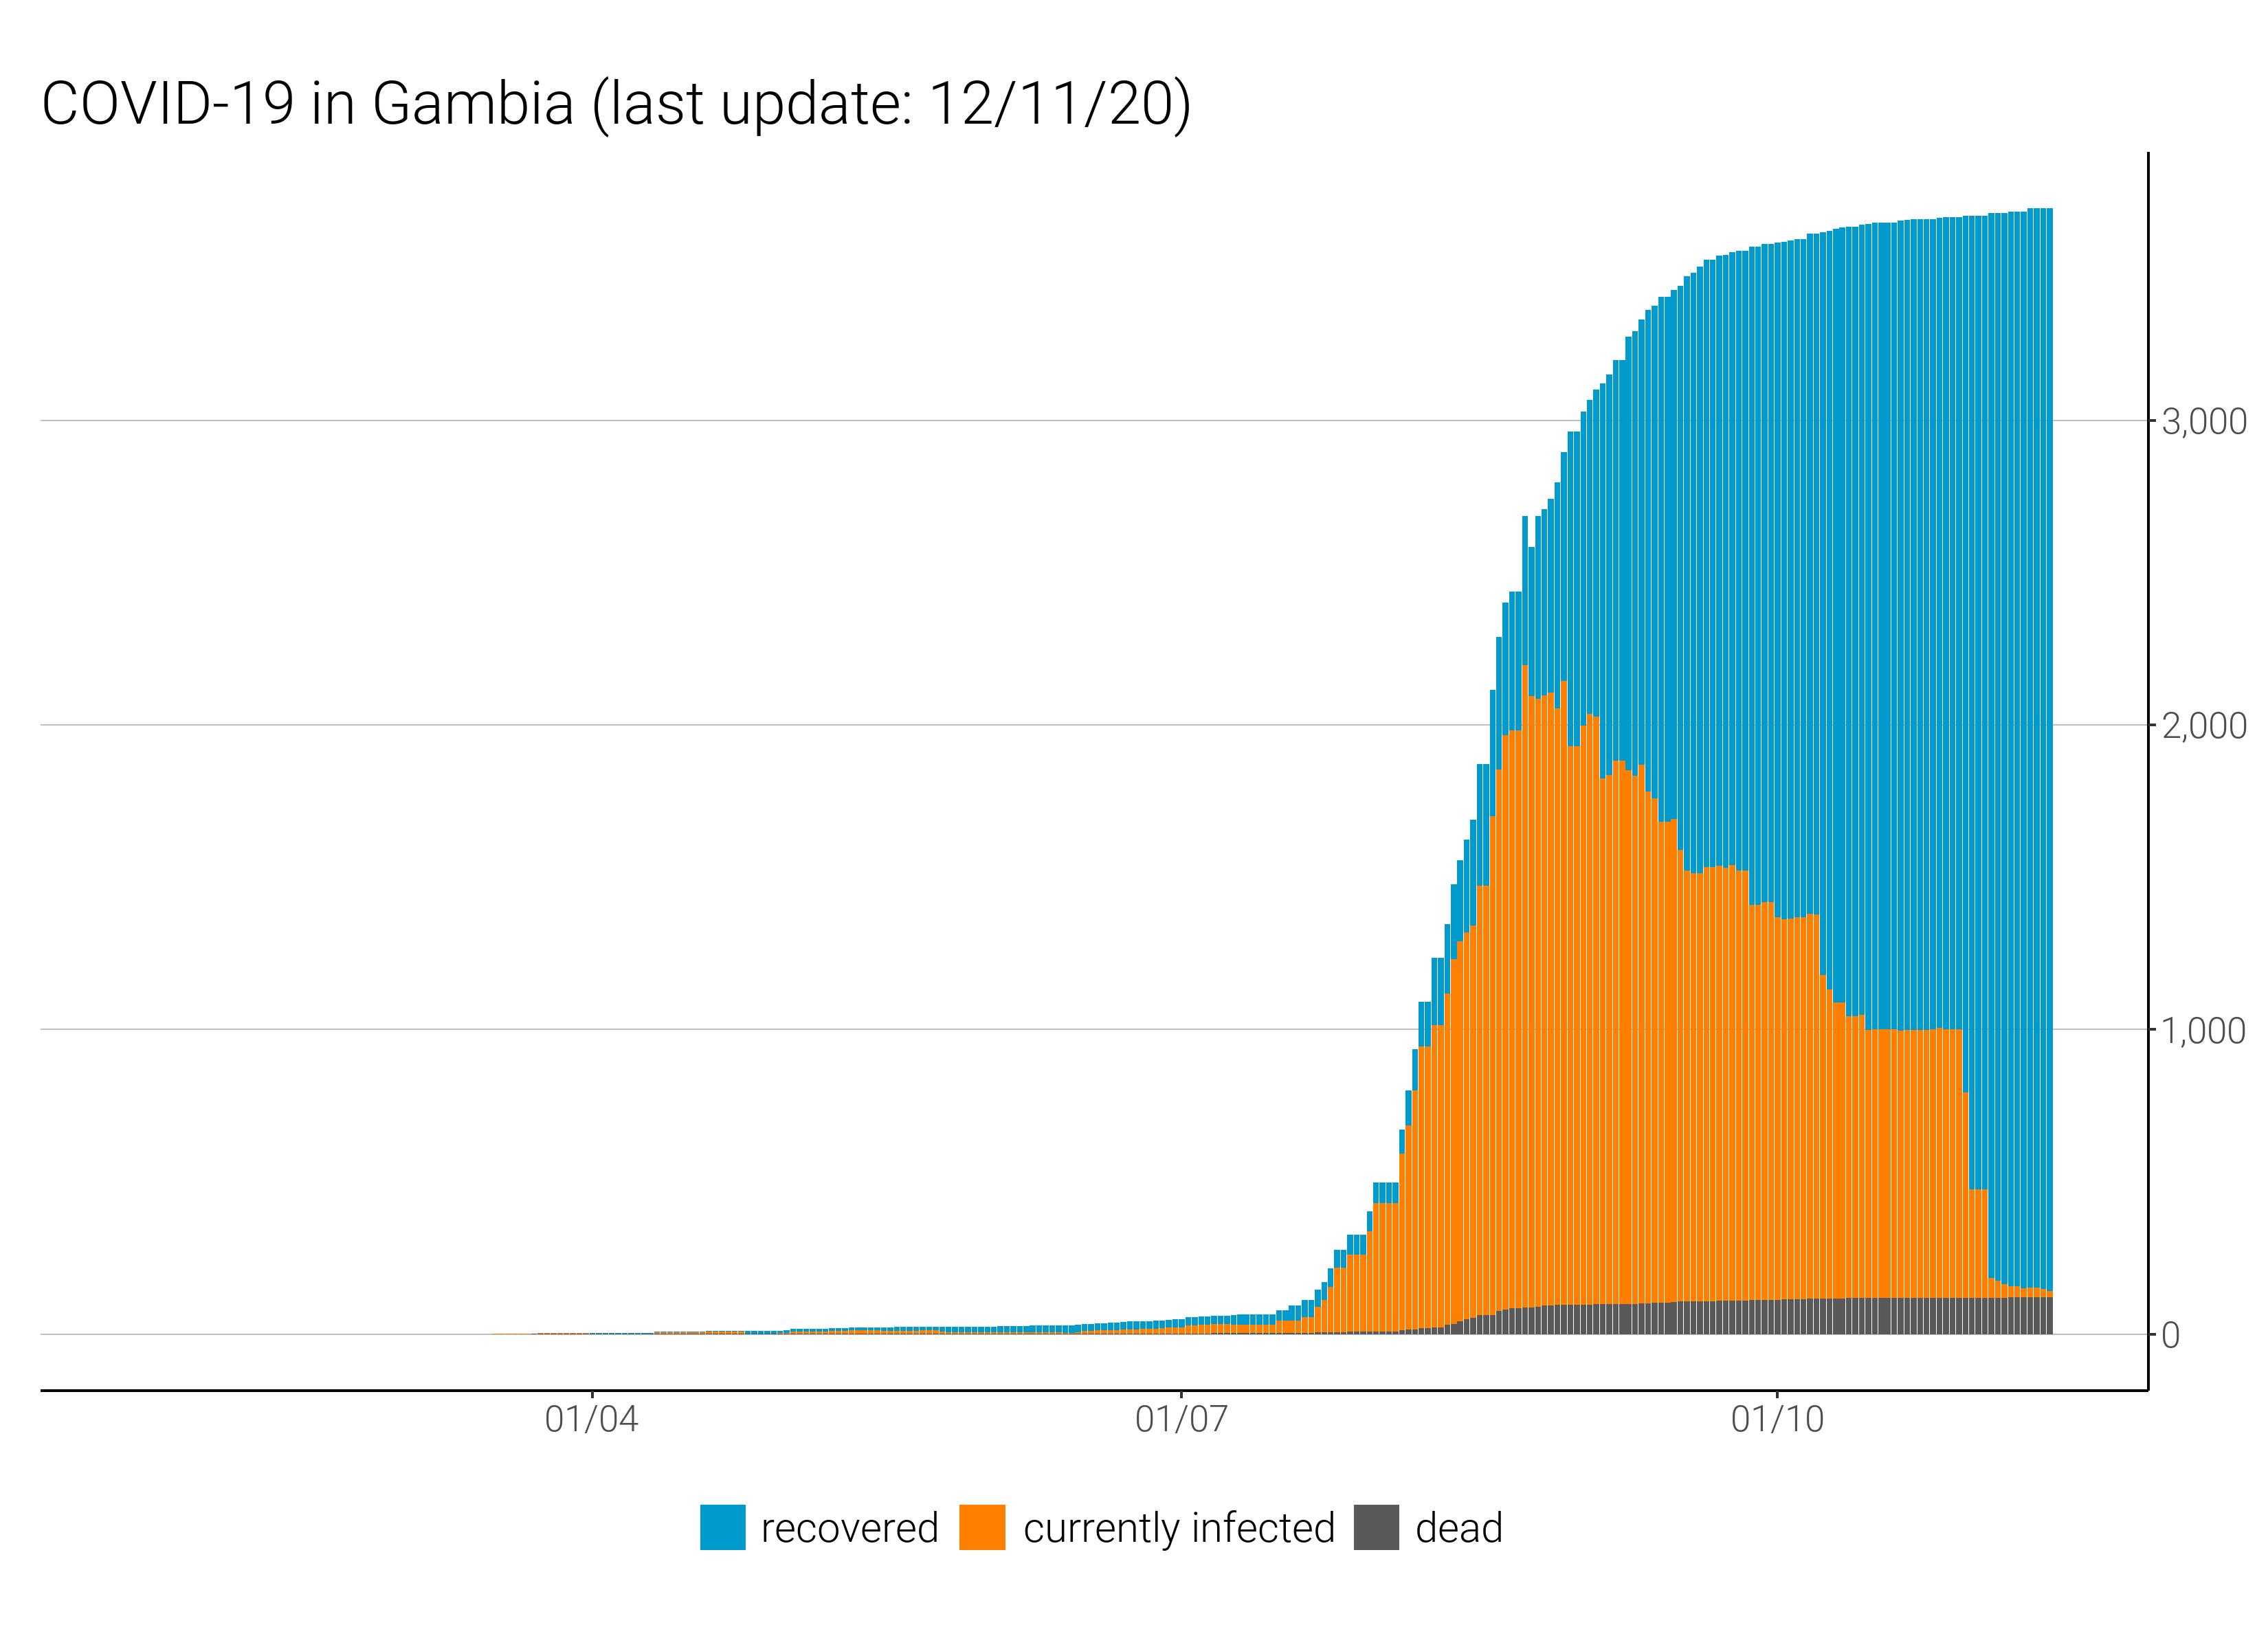 COVID-19 in Gambia (last update: 12/11/20)
3,000
2,000
1,000
0
01/04 01/07 01/10
recovered currently infected dead